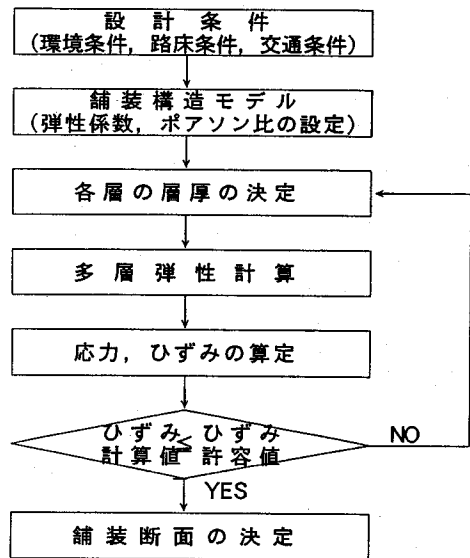 設計条件
(環境条件, 路床条件, 交通条件)
舗装構造モデル
(弾性係数, ポアソン比の設定)
各層の層厚の決定
多層弾性計算
応力, ひずみの算定
ひずみ ≦ ひずみ
計算値 許容値
NO
YES
舗装断面の決定